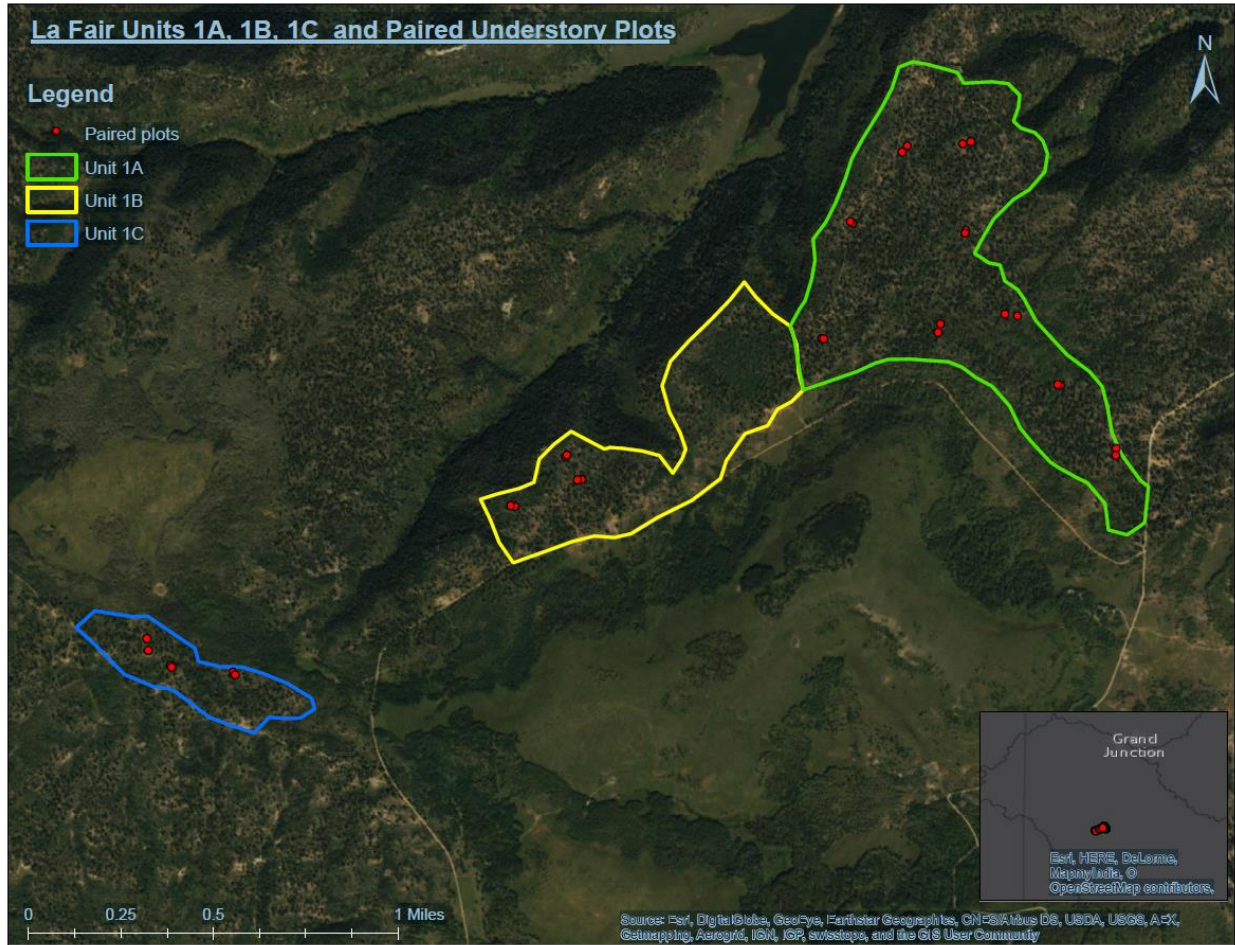 La Fair Units 1A, 1B, 1C and Paired Understory Plots
N
Legend
Paired plots
Unit 1A
Unit 1B
Unit 1C
Grand
Junction
Esri, HERE, DeLorme,
MapmyIndia, ©
OpenStreetMap contributors,
0 0.25 0.5 1 Miles
Source: Esri, DigitalGlobe, GeoEye, Earthstar Geographics, CNES/Airbus DS, USDA, USGS, AEX,
Getmapping, Aerogrid, IGN, IGP, swisstopo, and the GIS User Community